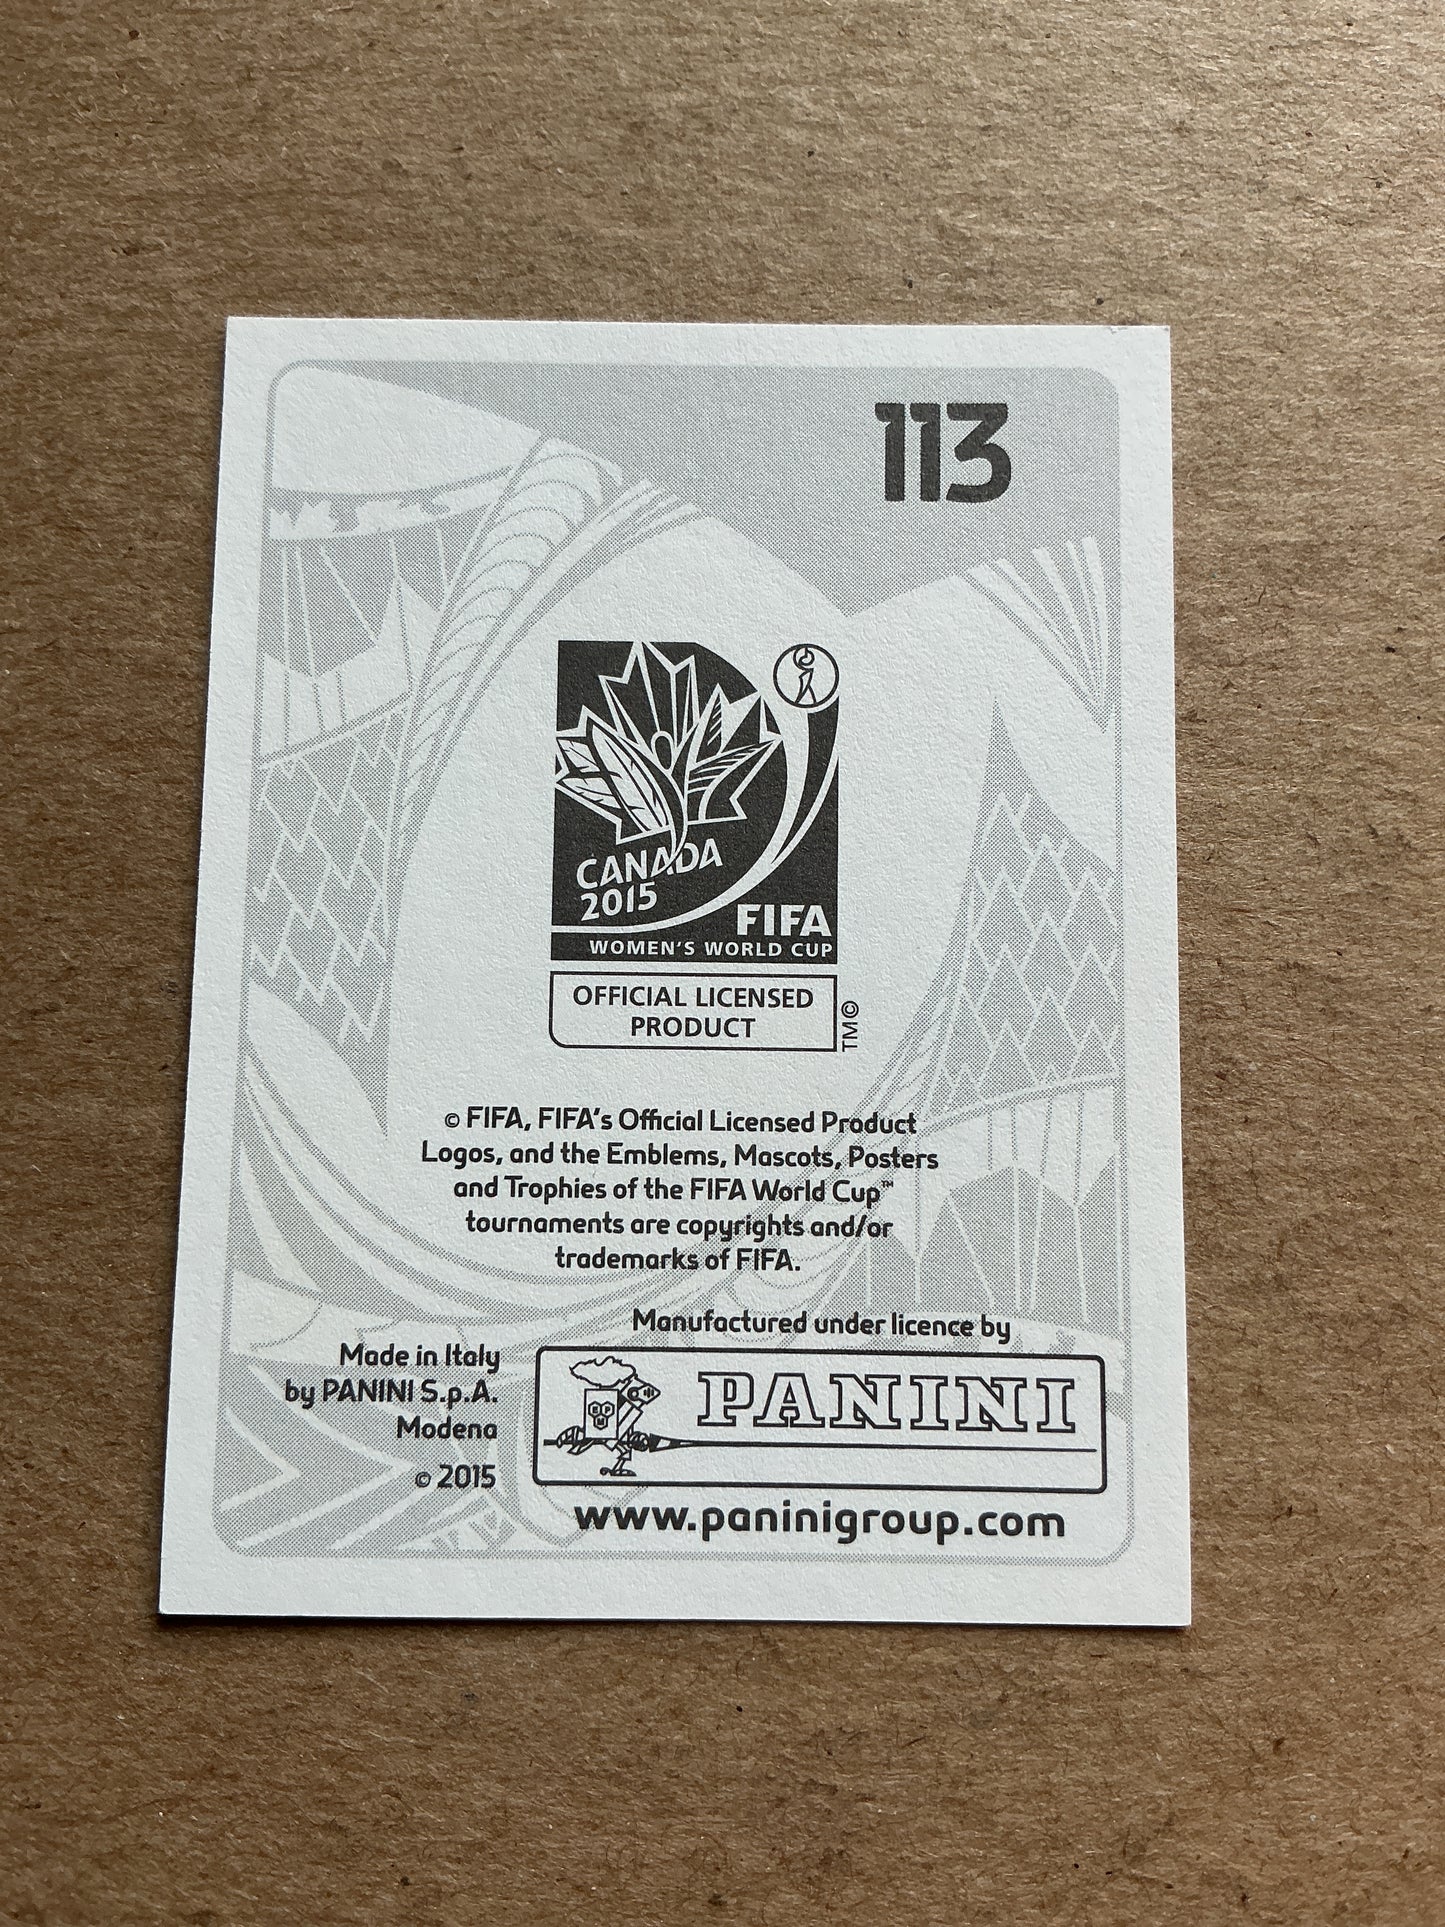 113
CANADA
2015
FIFA
WOMEN'S WORLD CUP
OFFICIAL LICENSED
PRODUCT
TM©
© FIFA, FIFA's Official Licensed Product
Logos, and the Emblems, Mascots, Posters
and Trophies of the FIFA World Cup™
tournaments are copyrights and/or
trademarks of FIFA.
Manufactured under licence by
Made in Italy
by PANINI S.p.A.
Modena
© 2015
PANINI
www.paninigroup.com